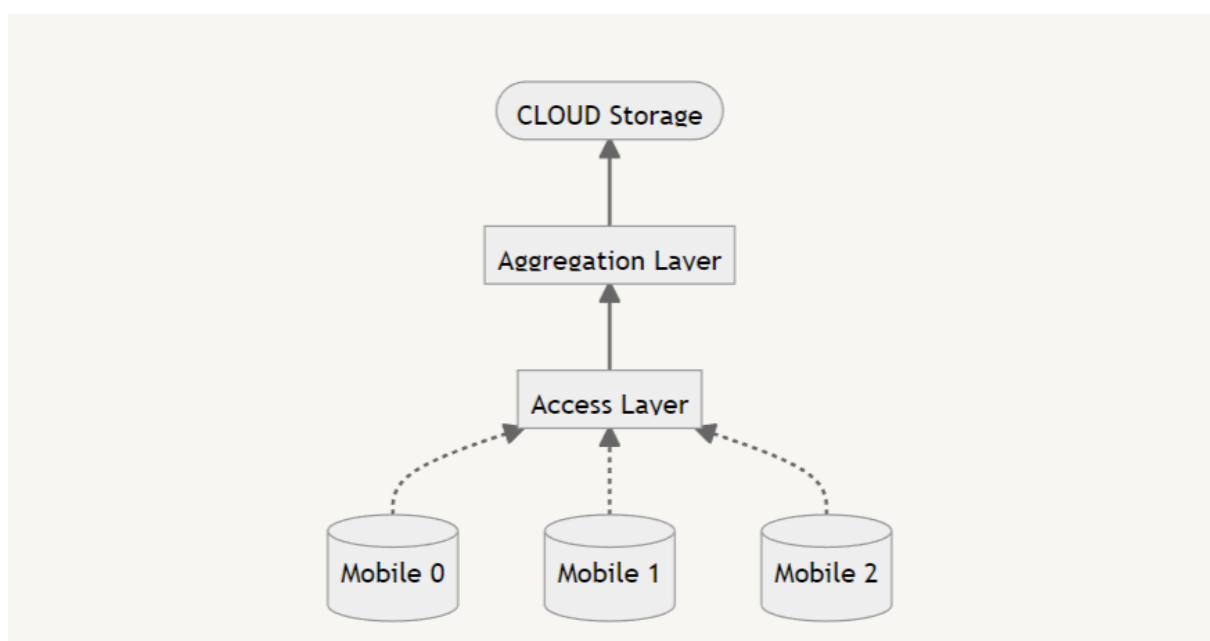 CLOUD Storage
Aggregation Layer
Access Layer
Mobile 0
Mobile 1
Mobile 2